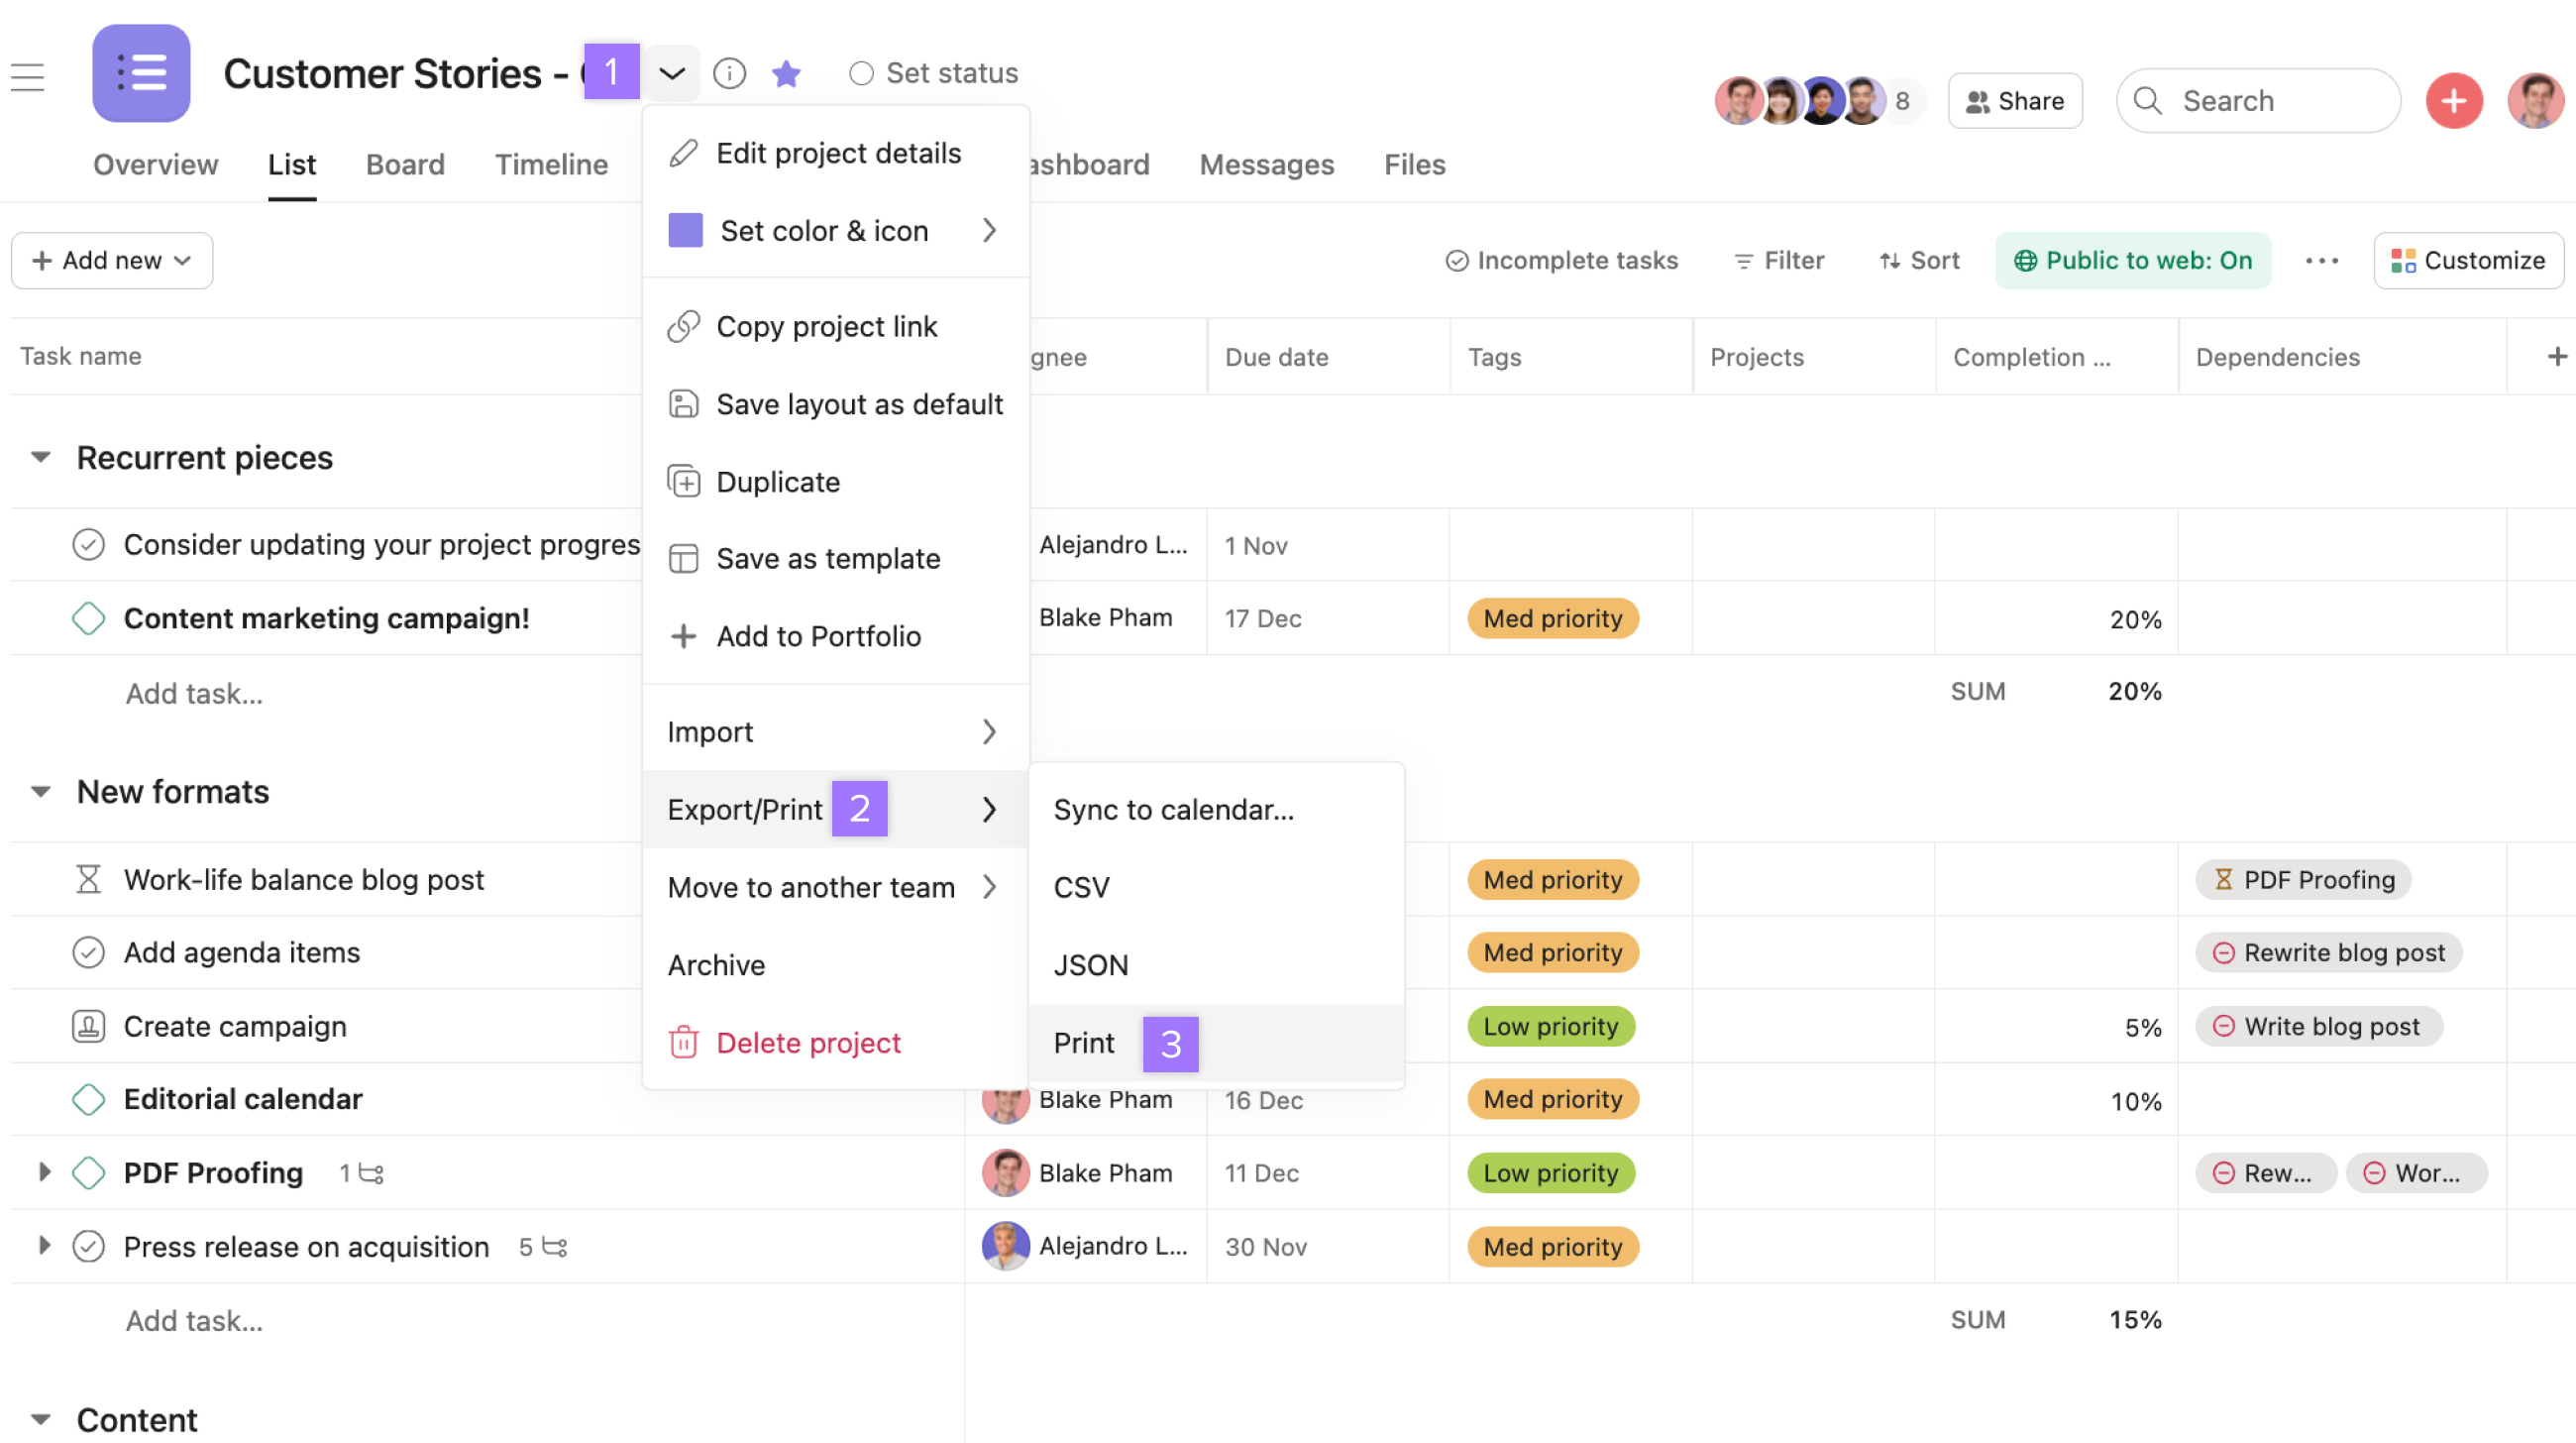 Customer Stories - 1
Set status
8
Share
Search
Overview
List
Board
Timeline
Messages
Files
Edit project details
Set color & icon
Add new
Incomplete tasks
Filter
Sort
Public to web: On
Customize
Copy project link
Task name
Due date
Tags
Projects
Completion ...
Dependencies
Save layout as default
Recurrent pieces
Duplicate
Consider updating your project progres
Save as template
Alejandro L...
1 Nov
Content marketing campaign!
Add to Portfolio
Blake Pham
17 Dec
Med priority
20%
Add task...
SUM 20%
Import
New formats
Export/Print 2
Sync to calendar...
Work-life balance blog post
Move to another team
CSV
Med priority
PDF Proofing
Add agenda items
Archive
JSON
Med priority
Rewrite blog post
Create campaign
Delete project
Print 3
Low priority
5%
Write blog post
Editorial calendar
Blake Pham
16 Dec
Med priority
10%
PDF Proofing 1
Blake Pham
11 Dec
Low priority
Rew...
Wor...
Press release on acquisition 5
Alejandro L...
30 Nov
Med priority
Add task...
SUM 15%
Content